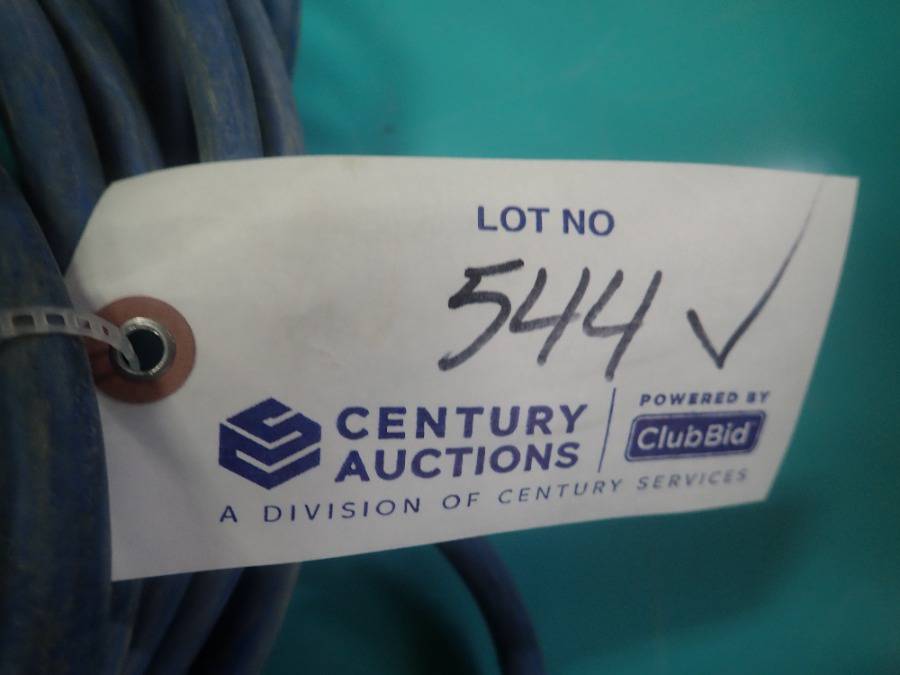 LOT NO
544 ✓
CENTURY
AUCTIONS
POWERED BY
ClubBid
A DIVISION OF CENTURY SERVICES